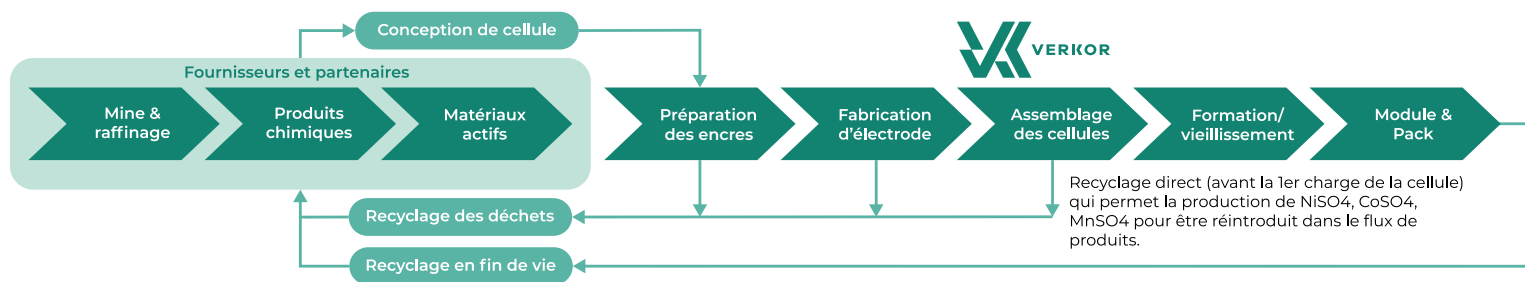 Conception de cellule
VERKOR
Fournisseurs et partenaires
Mine &
raffinage
Produits
chimiques
Matériaux
actifs
Préparation
des encres
Fabrication
d'électrode
Assemblage
des cellules
Formation/
vieillissement
Module &
Pack
Recyclage direct (avant la 1er charge de la cellule)
qui permet la production de NiSO4, CoSO4,
MnSO4 pour être réintroduit dans le flux de
produits.
Recyclage des déchets
Recyclage en fin de vie